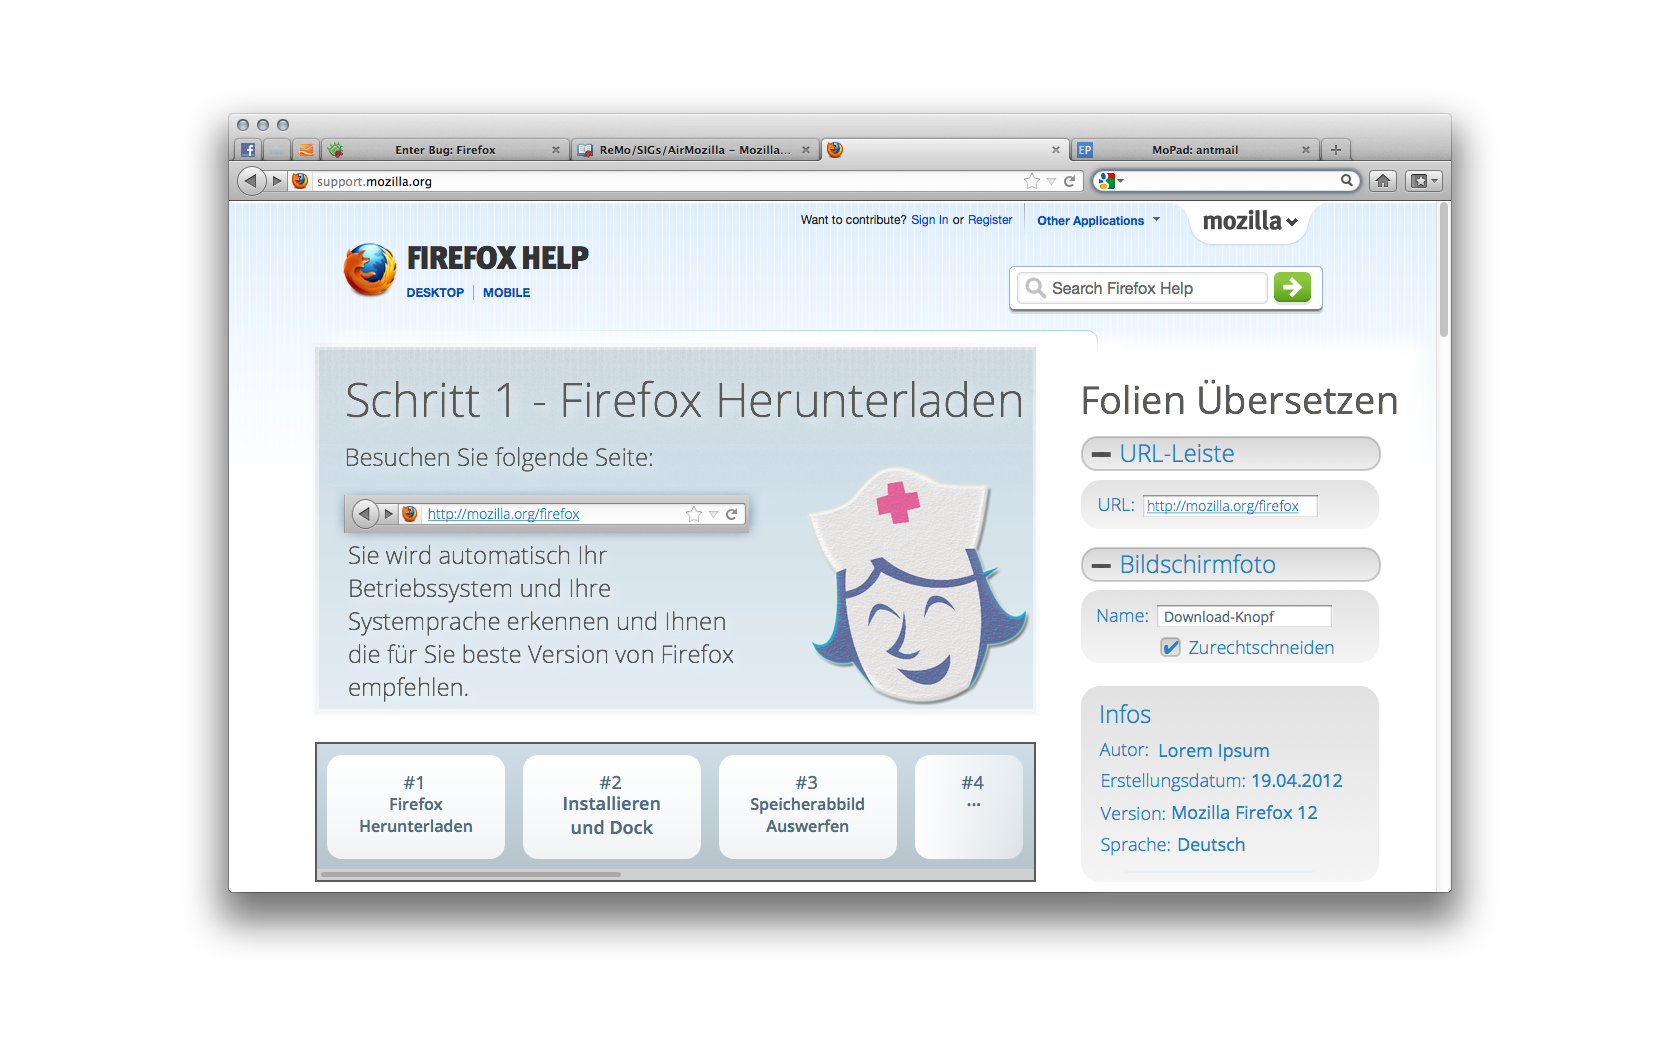 Enter Bug: Firefox
ReMo/SIGs/AirMozilla – Mozilla...
EP MoPad: antmail
support.mozilla.org
Want to contribute? Sign In or Register
Other Applications
mozilla
FIREFOX HELP
DESKTOP MOBILE
Search Firefox Help
Schritt 1 - Firefox Herunterladen
Besuchen Sie folgende Seite:
http://mozilla.org/firefox
Sie wird automatisch Ihr
Betriebssystem und Ihre
Systemprache erkennen und Ihnen
die für Sie beste Version von Firefox
empfehlen.
#1
Firefox
Herunterladen
#2
Installieren
und Dock
#3
Speicherabbild
Auswerfen
#4
...
Folien Übersetzen
URL-Leiste
URL: http://mozilla.org/firefox
Bildschirmfoto
Name: Download-Knopf
Zurechtschneiden
Infos
Autor: Lorem Ipsum
Erstellungsdatum: 19.04.2012
Version: Mozilla Firefox 12
Sprache: Deutsch